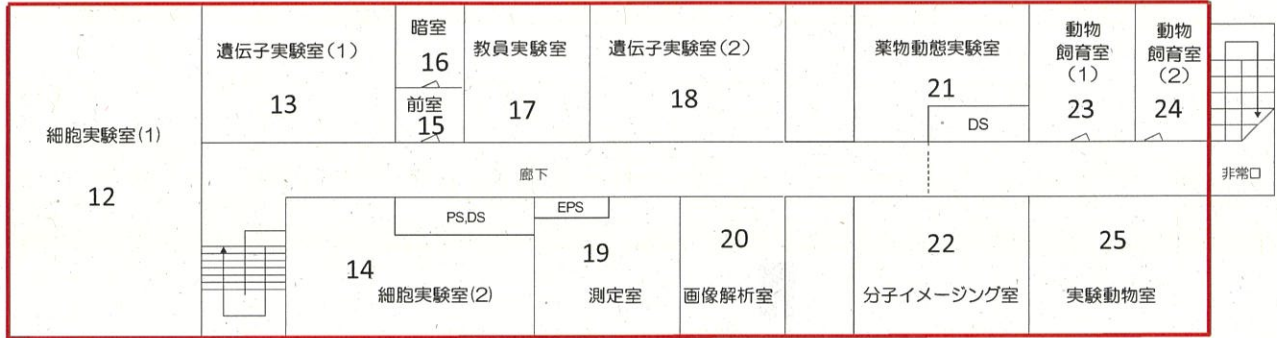 細胞実験室(1)
12
遺伝子実験室(1)
13
暗室
16
前室
15
教員実験室
17
遺伝子実験室(2)
18
薬物動態実験室
21
DS
動物
飼育室
(1)
23
動物
飼育室
(2)
24
廊下
非常口
PS,DS
14
細胞実験室(2)
EPS
19
測定室
20
画像解析室
22
分子イメージング室
25
実験動物室